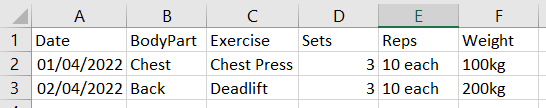 A B C D E F
1 Date BodyPart Exercise Sets Reps Weight
2 01/04/2022 Chest Chest Press 3 10 each 100kg
3 02/04/2022 Back Deadlift 3 10 each 200kg